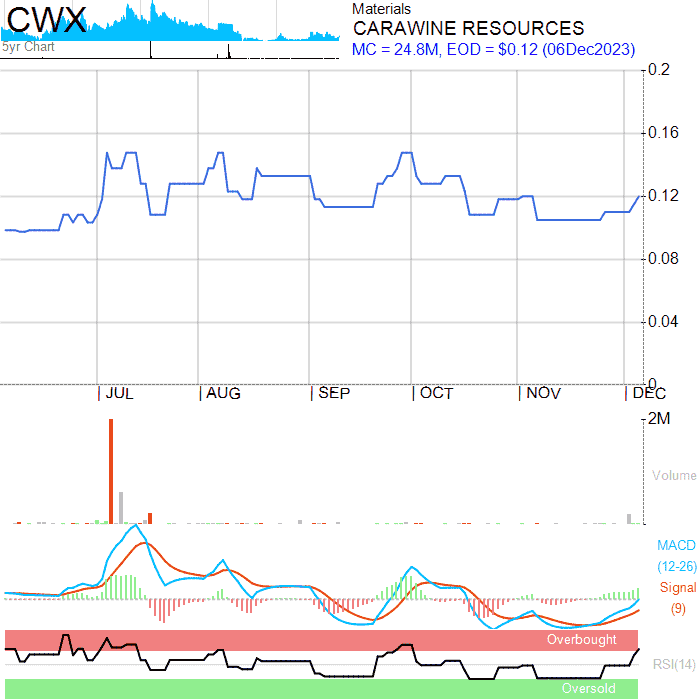 CWX
5yr Chart
Materials
CARAWINE RESOURCES
MC = 24.8M, EOD = $0.12 (06Dec2023)
0.2
0.16
0.12
0.08
0.04
0
JUL
AUG
SEP
OCT
NOV
DEC
2M
Volume
MACD
(12-26)
Signal
(9)
Overbought
RSI(14)
Oversold